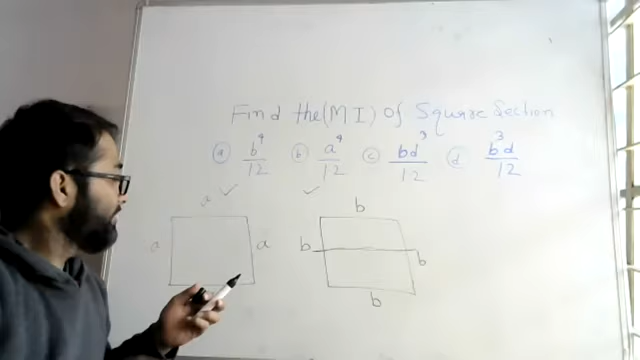 Find the (M I) Of Square Section
(a) b⁴/12 (b) a⁴/12 (c) bd³/12 (d) b³d/12
a b
a a b b
b